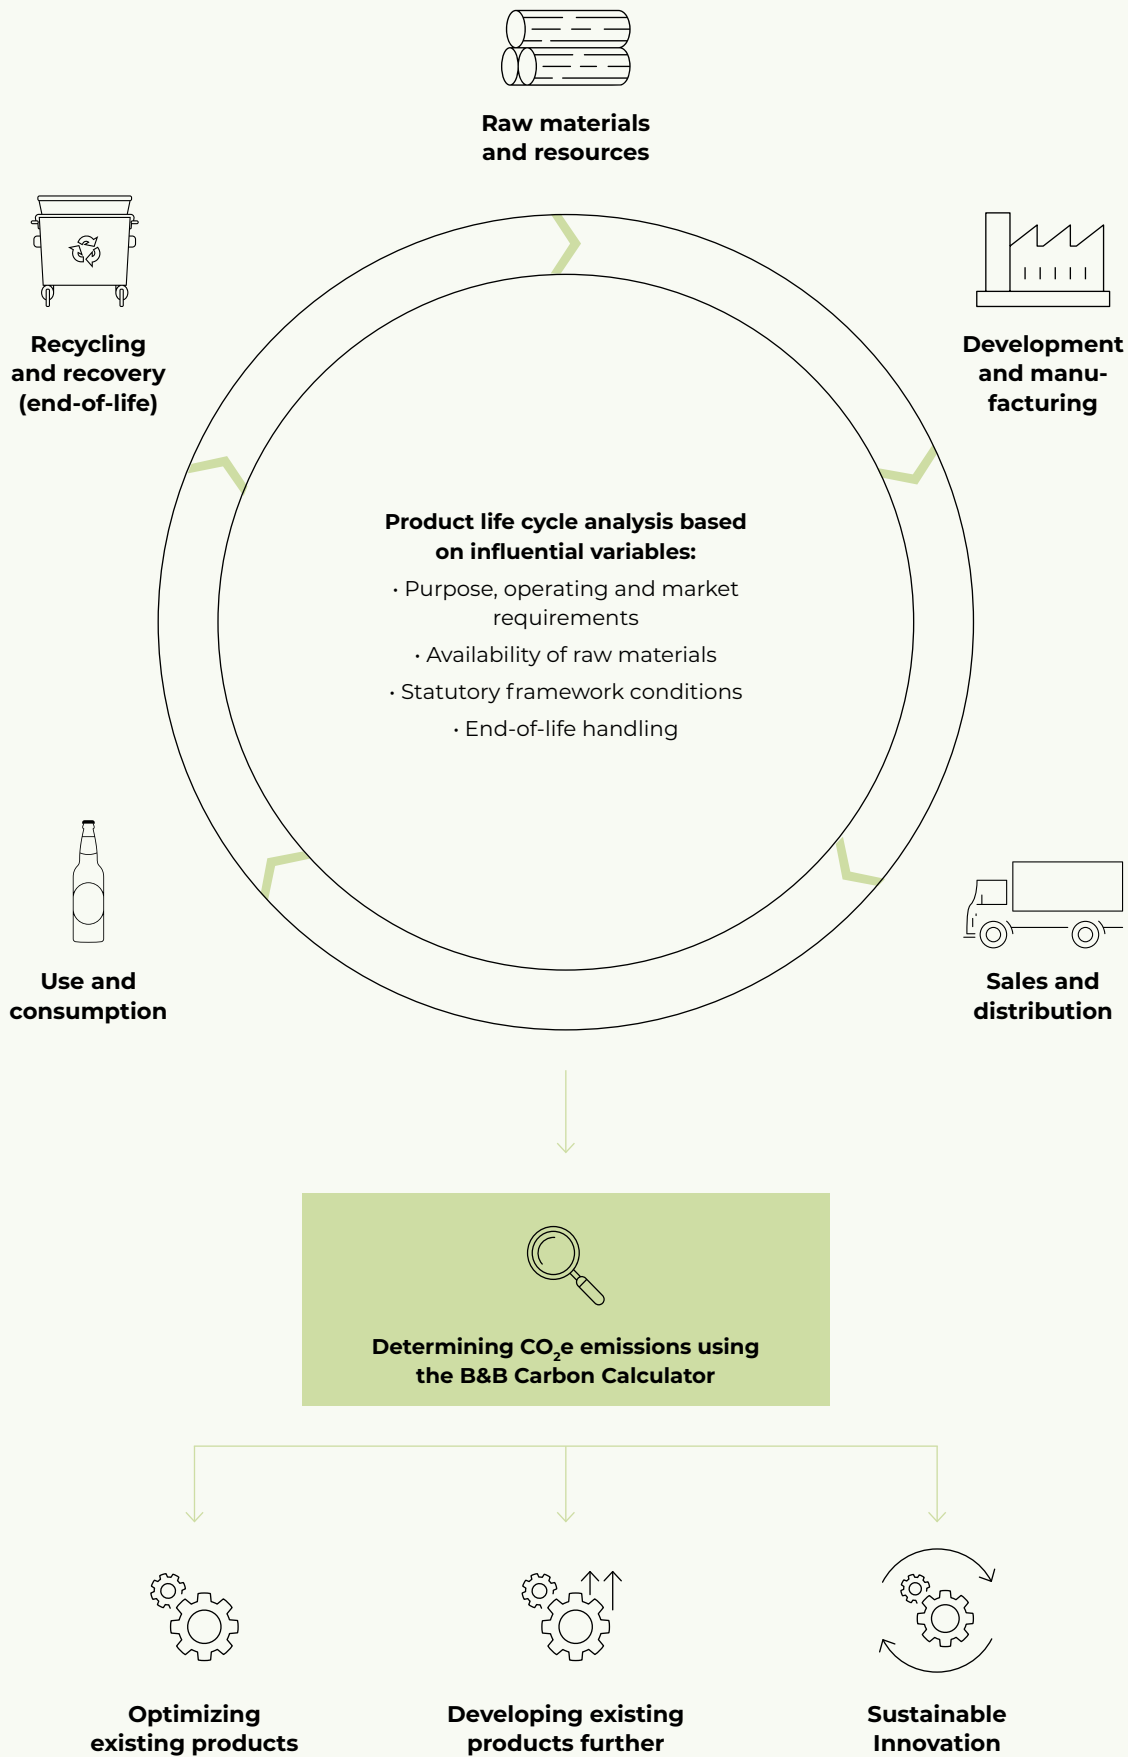 Raw materials
and resources
Recycling
and recovery
(end-of-life)
Development
and manu-
facturing
Product life cycle analysis based
on influential variables:
• Purpose, operating and market
requirements
• Availability of raw materials
• Statutory framework conditions
• End-of-life handling
Use and
consumption
Sales and
distribution
Determining CO₂e emissions using
the B&B Carbon Calculator
Optimizing
existing products
Developing existing
products further
Sustainable
Innovation